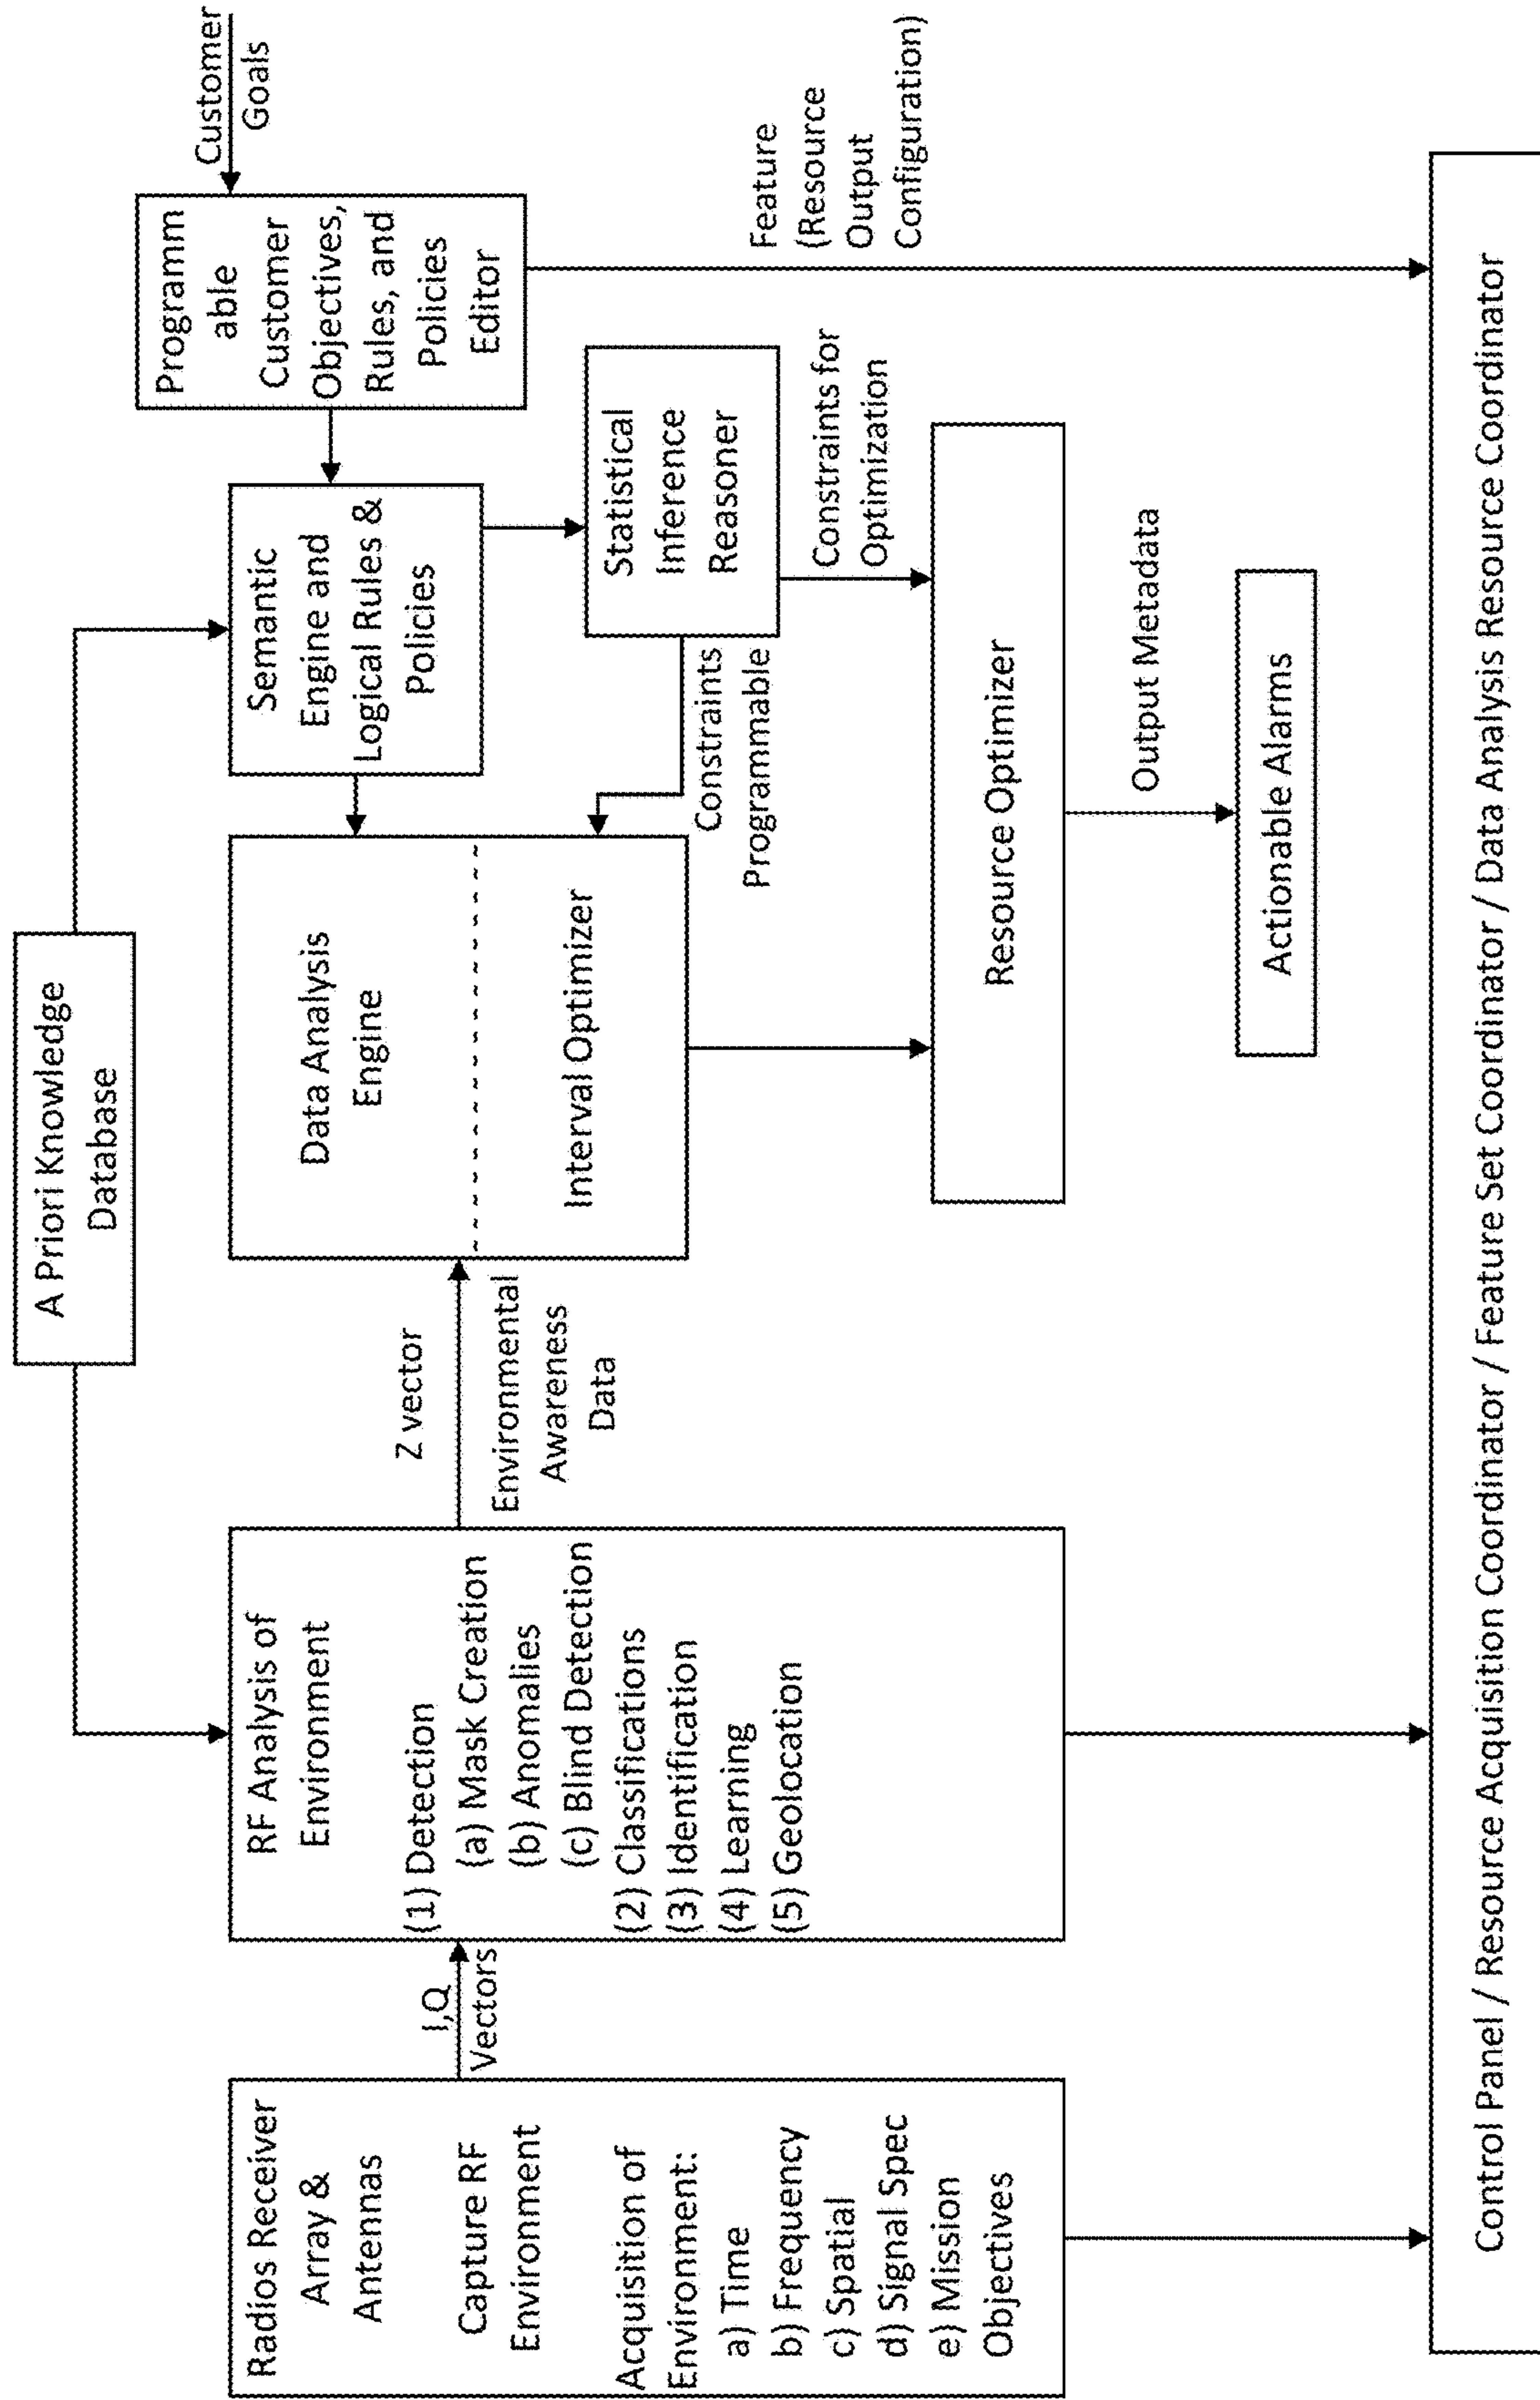 A Priori Knowledge
Database
Radios Receiver
Array &
Antennas
Capture RF
Environment
Acquisition of
Environment:
a) Time
b) Frequency
c) Spatial
d) Signal Spec
e) Mission
Objectives
I,Q
Vectors
RF Analysis of
Environment
(1) Detection
(a) Mask Creation
(b) Anomalies
(c) Blind Detection
(2) Classifications
(3) Identification
(4) Learning
(5) Geolocation
Z vector
Environmental
Awareness
Data
Data Analysis
Engine
Interval Optimizer
Semantic
Engine and
Logical Rules &
Policies
Programm
able
Customer
Objectives,
Rules, and
Policies
Editor
Customer
Goals
Statistical
Inference
Reasoner
Constraints
Programmable
Constraints for
Optimization
Feature
(Resource
Output
Configuration)
Resource Optimizer
Output Metadata
Actionable Alarms
Control Panel / Resource Acquisition Coordinator / Feature Set Coordinator / Data Analysis Resource Coordinator